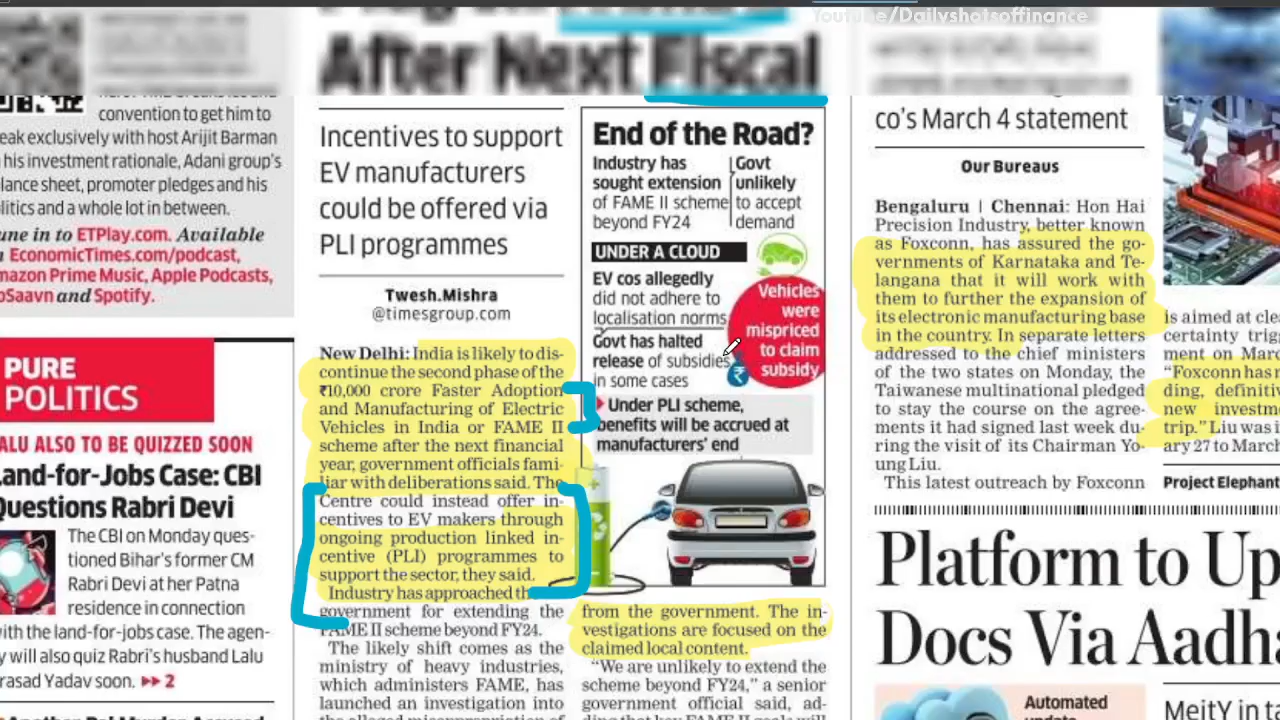 Youtube/Dailyshotsoffinance
After Next Fiscal
convention to get him to
eak exclusively with host Arijit Barman
his investment rationale, Adani group's
lance sheet, promoter pledges and his
litics and a whole lot in between.
une in to ETPlay.com. Available
EconomicTimes.com/podcast,
mazon Prime Music, Apple Podcasts,
oSaavn and Spotify.
PURE
POLITICS
ALU ALSO TO BE QUIZZED SOON
Land-for-Jobs Case: CBI
Questions Rabri Devi
The CBI on Monday ques-
tioned Bihar's former CM
Rabri Devi at her Patna
residence in connection
with the land-for-jobs case. The agen-
y will also quiz Rabri's husband Lalu
rasad Yadav soon. 2
Incentives to support
EV manufacturers
could be offered via
PLI programmes
Twesh.Mishra
@timesgroup.com
New Delhi: India is likely to dis-
continue the second phase of the
₹10,000 crore Faster Adoption
and Manufacturing of Electric
Vehicles in India or FAME II
scheme after the next financial
year, government officials fami-
liar with deliberations said. The
Centre could instead offer in-
centives to EV makers through
ongoing production linked in-
centive (PLI) programmes to
support the sector, they said.
Industry has approached the
government for extending the
FAME II scheme beyond FY24.
The likely shift comes as the
ministry of heavy industries,
which administers FAME, has
launched an investigation into
the alleged misappropriation of
End of the Road?
Industry has
sought extension
of FAME II scheme
beyond FY24
Govt
unlikely
to accept
demand
UNDER A CLOUD
EV cos allegedly
did not adhere to
localisation norms
Govt has halted
release of subsidies
in some cases
Vehicles
were
mispriced
to claim
subsidy
₹
Under PLI scheme,
benefits will be accrued at
manufacturers' end
from the government. The in-
vestigations are focused on the
claimed local content.
"We are unlikely to extend the
scheme beyond FY24," a senior
government official said, ad-
ding that key FAME II goals will
co's March 4 statement
Our Bureaus
Bengaluru | Chennai: Hon Hai
Precision Industry, better known
as Foxconn, has assured the go-
vernments of Karnataka and Te-
langana that it will work with
them to further the expansion of
its electronic manufacturing base
in the country. In separate letters
addressed to the chief ministers
of the two states on Monday, the
Taiwanese multinational pledged
to stay the course on the agree-
ments it had signed last week du-
ring the visit of its Chairman Yo-
ung Liu.
This latest outreach by Foxconn
is aimed at clea
certainty trigg
ment on Marc
"Foxconn has n
ding, definitiv
new investm
trip." Liu was i
ary 27 to March
Project Elephant
Platform to Up
Docs Via Aadha
Automated
update
MeitY in ta